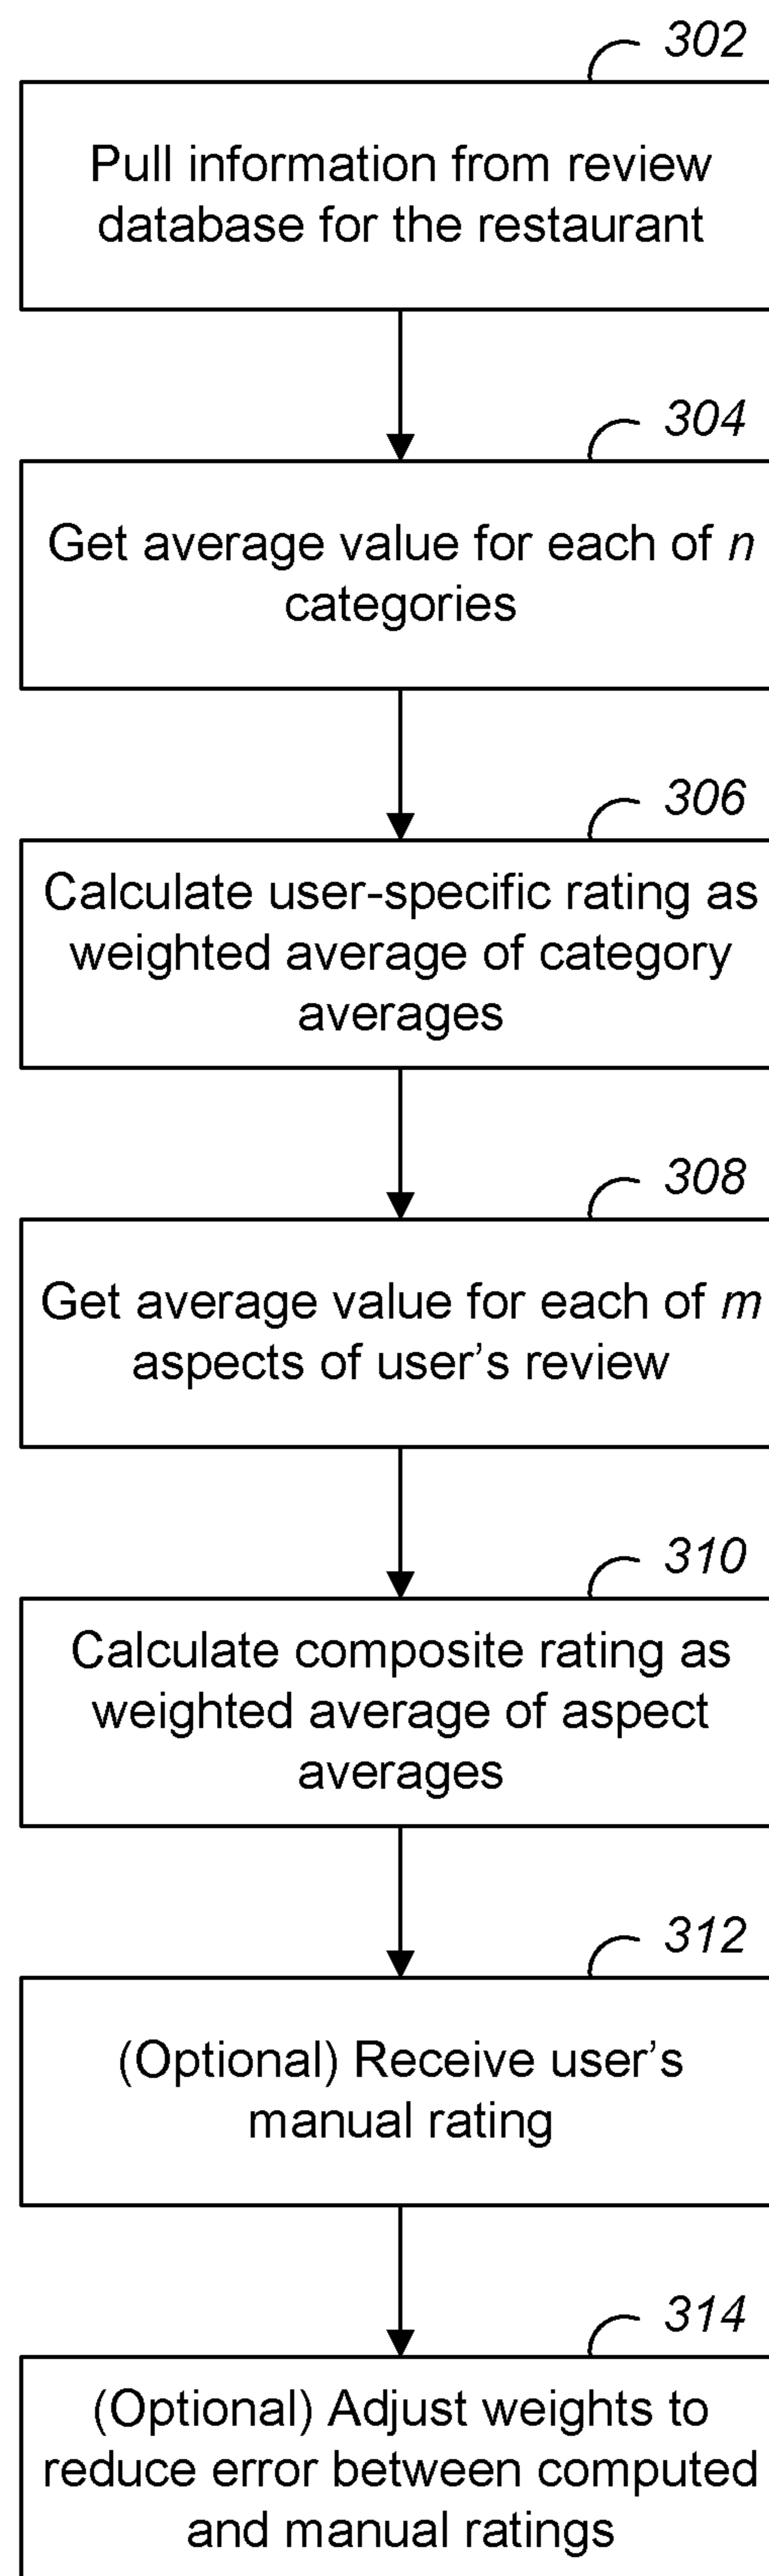 302
Pull information from review
database for the restaurant
304
Get average value for each of n
categories
306
Calculate user-specific rating as
weighted average of category
averages
308
Get average value for each of m
aspects of user’s review
310
Calculate composite rating as
weighted average of aspect
averages
312
(Optional) Receive user’s
manual rating
314
(Optional) Adjust weights to
reduce error between computed
and manual ratings